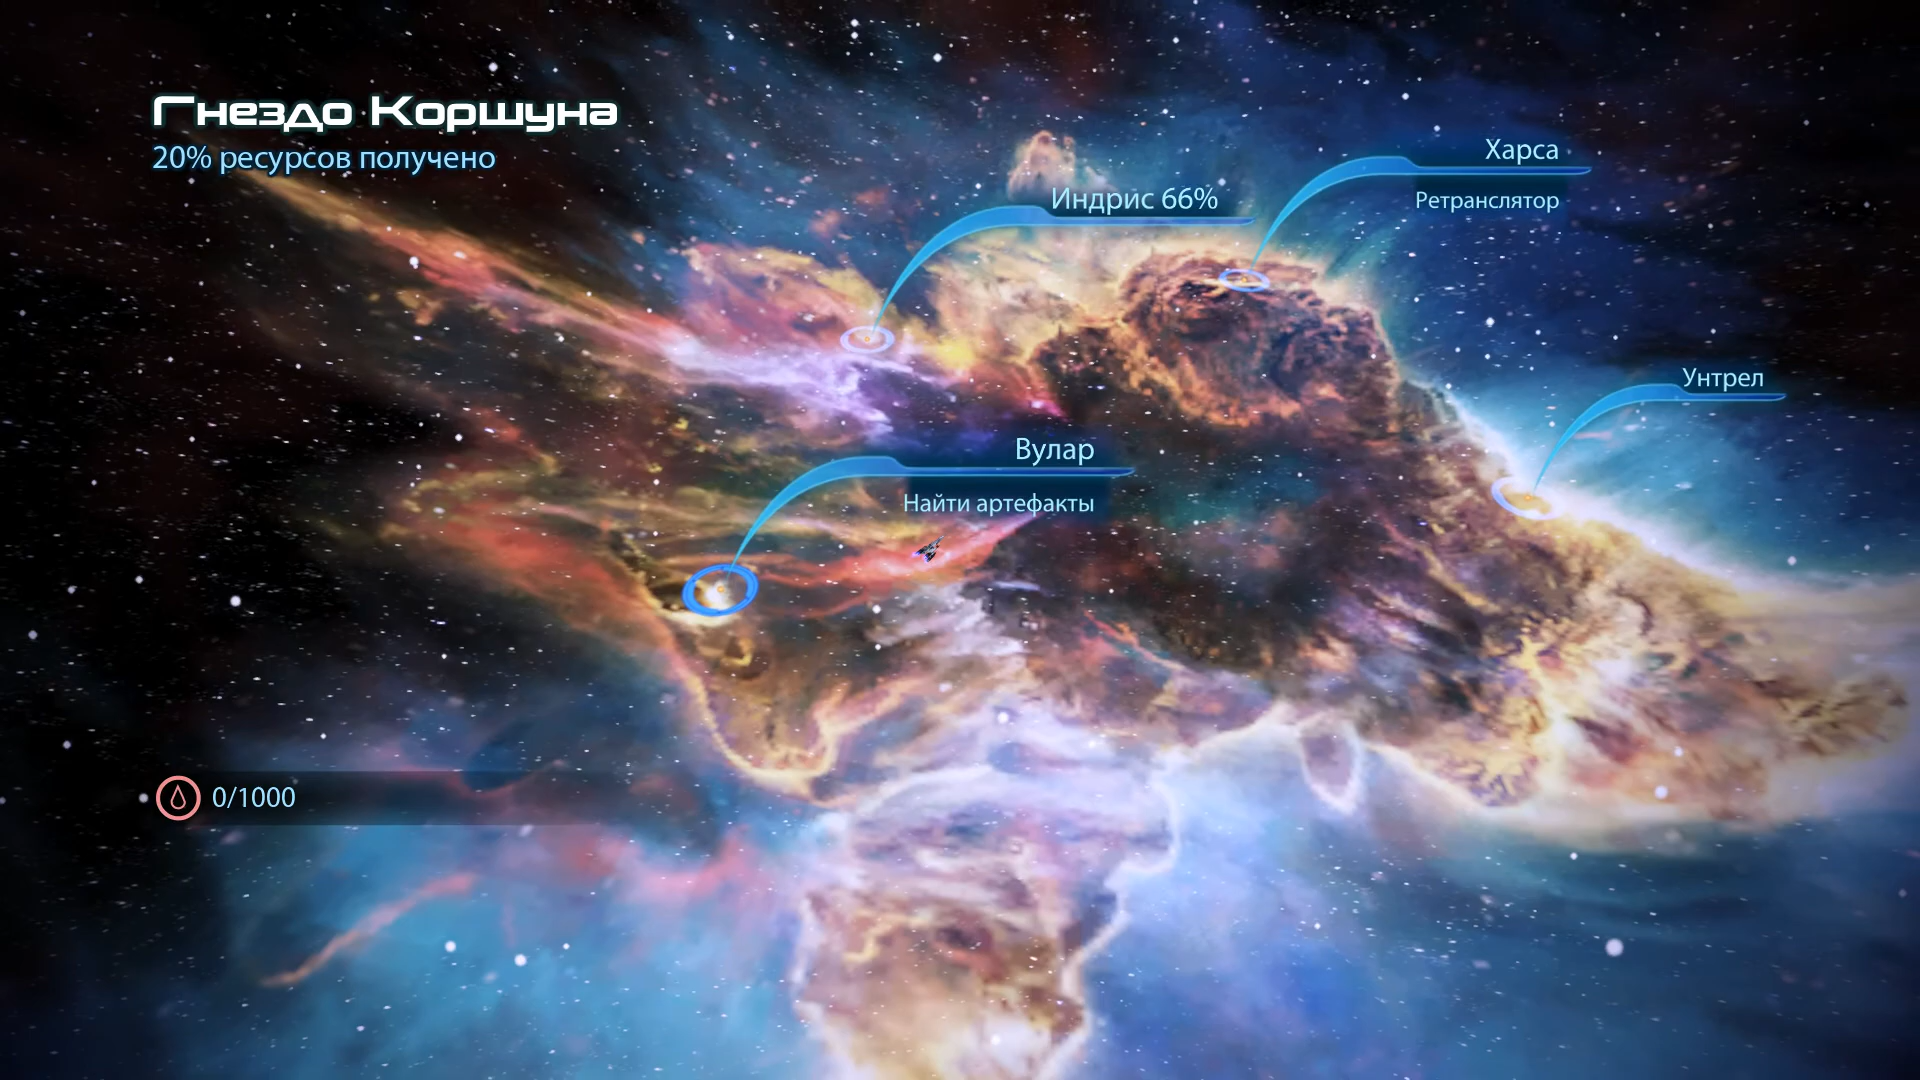 Гнездо Коршуна
20% ресурсов получено
Харса
Ретранслятор
Индрис 66%
Унтрел
Вулар
Найти артефакты
0/1000